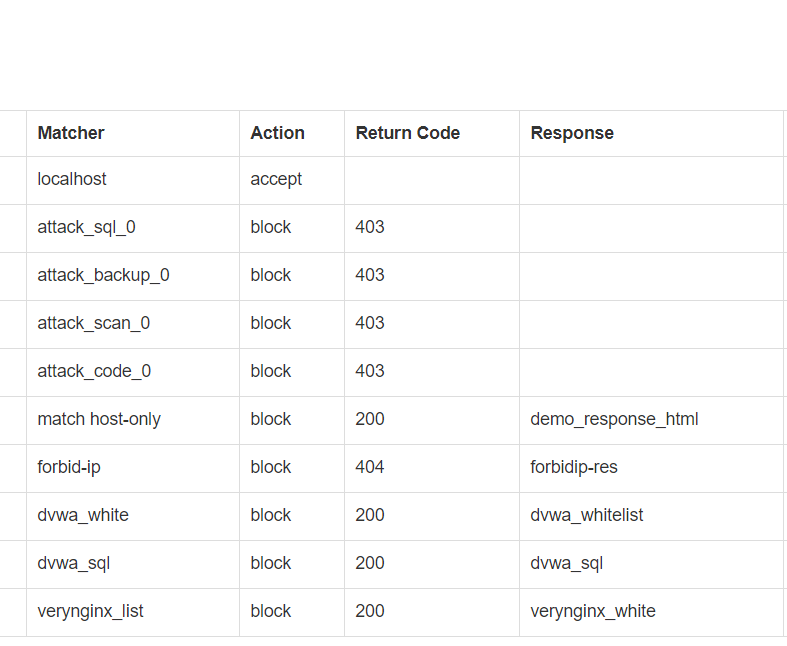 Matcher Action Return Code Response
localhost accept
attack_sql_0 block 403
attack_backup_0 block 403
attack_scan_0 block 403
attack_code_0 block 403
match host-only block 200 demo_response_html
forbid-ip block 404 forbidip-res
dvwa_white block 200 dvwa_whitelist
dvwa_sql block 200 dvwa_sql
verynginx_list block 200 verynginx_white